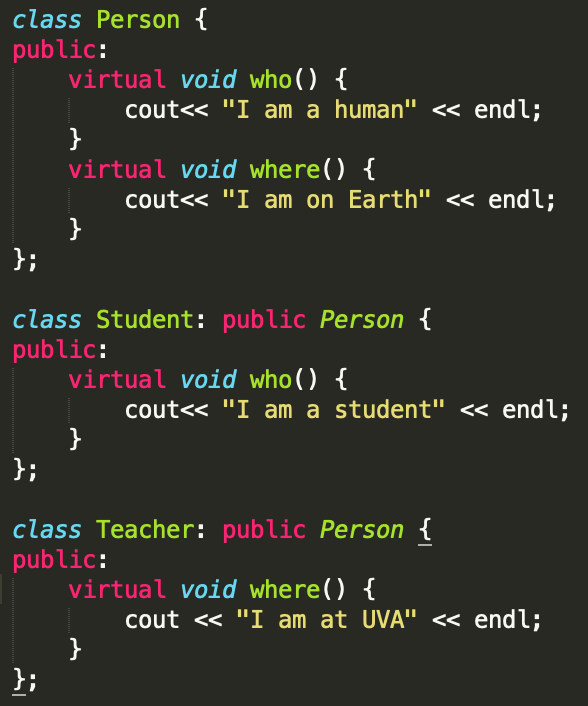 class Person {
public:
    virtual void who() {
        cout<< "I am a human" << endl;
    }
    virtual void where() {
        cout<< "I am on Earth" << endl;
    }
};

class Student: public Person {
public:
    virtual void who() {
        cout<< "I am a student" << endl;
    }
};

class Teacher: public Person {
public:
    virtual void where() {
        cout << "I am at UVA" << endl;
    }
};